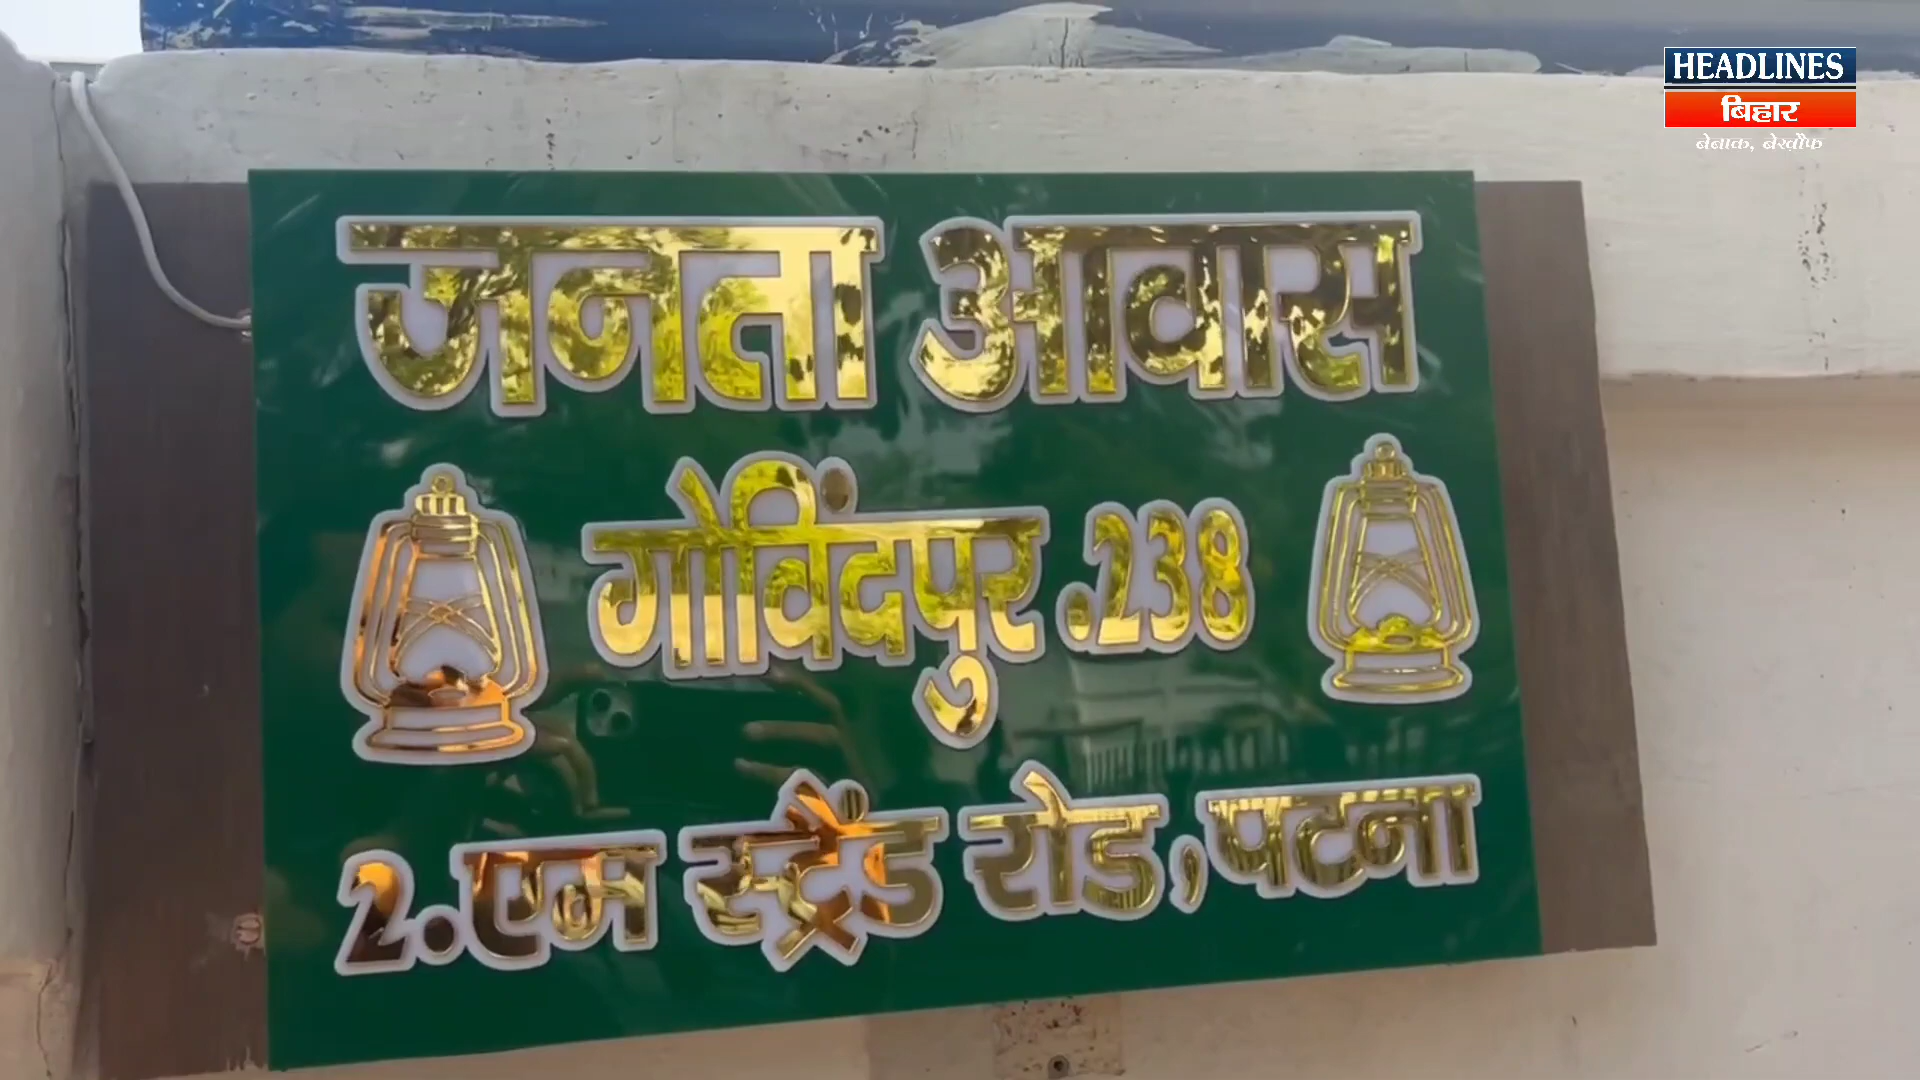 HEADLINES
बिहार
बेबाक, बेख़ौफ
जनता आवास
गोविंदपुर .238
2.एम स्ट्रैंड रोड, पटना